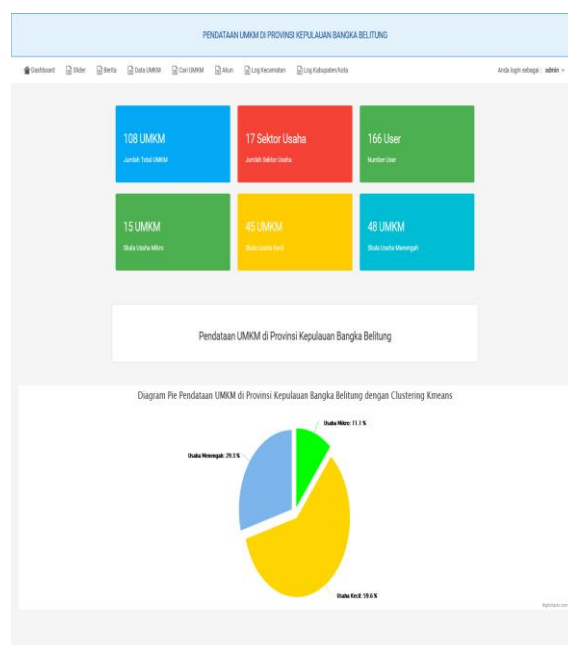 PENDATAAN UMKM DI PROVINSI KEPULAUAN BANGKA BELITUNG
Dashboard Slider Berita Data UMKM Cari UMKM Akun Log Kecamatan Log Kabupaten/Kota Anda login sebagai : admin
108 UMKM
Jumlah Total UMKM
17 Sektor Usaha
Jumlah Sektor Usaha
166 User
Number User
15 UMKM
Skala Usaha Mikro
45 UMKM
Skala Usaha Kecil
48 UMKM
Skala Usaha Menengah
Pendataan UMKM di Provinsi Kepulauan Bangka Belitung
Diagram Pie Pendataan UMKM di Provinsi Kepulauan Bangka Belitung dengan Clustering Kmeans
Usaha Mikro: 11.1 %
Usaha Menengah: 29.3 %
Usaha Kecil: 59.6 %
Highcharts.com